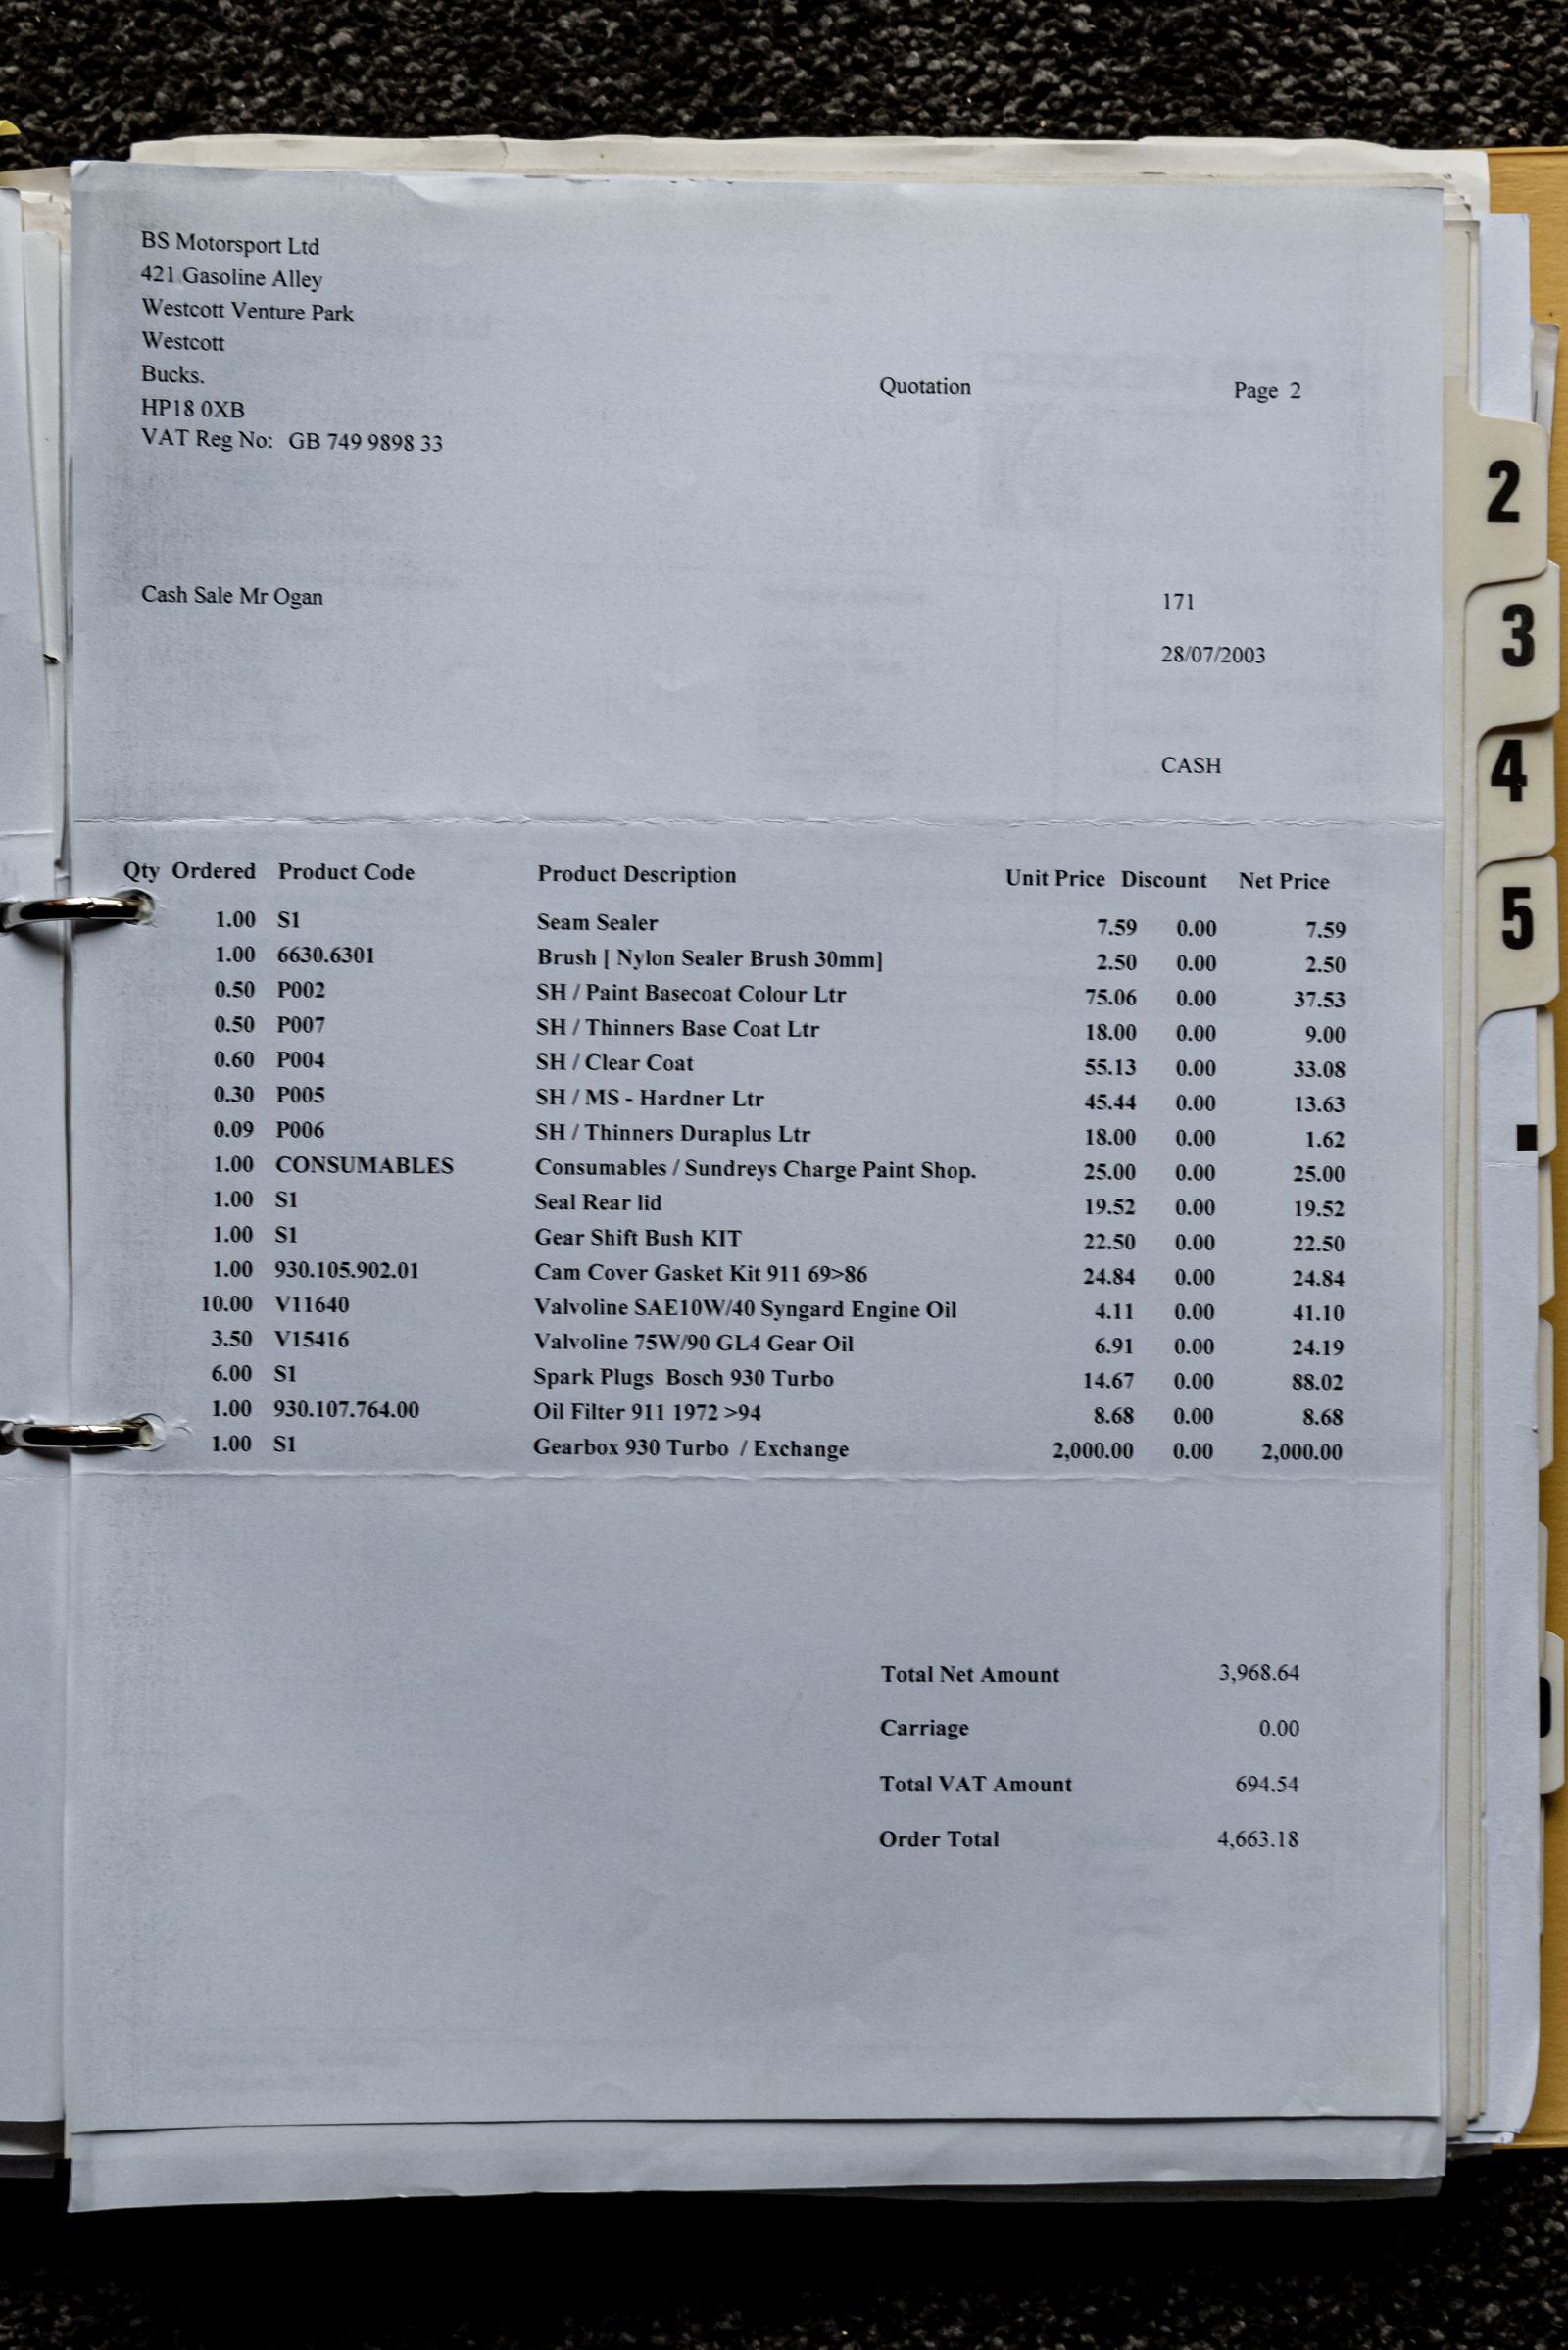 BS Motorsport Ltd
421 Gasoline Alley
Westcott Venture Park
Westcott
Bucks.
HP18 0XB
VAT Reg No: GB 749 9898 33
Quotation Page 2
Cash Sale Mr Ogan
171
28/07/2003
CASH
Qty Ordered Product Code Product Description Unit Price Discount Net Price
1.00 S1 Seam Sealer 7.59 0.00 7.59
1.00 6630.6301 Brush [ Nylon Sealer Brush 30mm] 2.50 0.00 2.50
0.50 P002 SH / Paint Basecoat Colour Ltr 75.06 0.00 37.53
0.50 P007 SH / Thinners Base Coat Ltr 18.00 0.00 9.00
0.60 P004 SH / Clear Coat 55.13 0.00 33.08
0.30 P005 SH / MS - Hardner Ltr 45.44 0.00 13.63
0.09 P006 SH / Thinners Duraplus Ltr 18.00 0.00 1.62
1.00 CONSUMABLES Consumables / Sundreys Charge Paint Shop. 25.00 0.00 25.00
1.00 S1 Seal Rear lid 19.52 0.00 19.52
1.00 S1 Gear Shift Bush KIT 22.50 0.00 22.50
1.00 930.105.902.01 Cam Cover Gasket Kit 911 69>86 24.84 0.00 24.84
10.00 V11640 Valvoline SAE10W/40 Syngard Engine Oil 4.11 0.00 41.10
3.50 V15416 Valvoline 75W/90 GL4 Gear Oil 6.91 0.00 24.19
6.00 S1 Spark Plugs Bosch 930 Turbo 14.67 0.00 88.02
1.00 930.107.764.00 Oil Filter 911 1972 >94 8.68 0.00 8.68
1.00 S1 Gearbox 930 Turbo / Exchange 2,000.00 0.00 2,000.00
Total Net Amount 3,968.64
Carriage 0.00
Total VAT Amount 694.54
Order Total 4,663.18
2
3
4
5